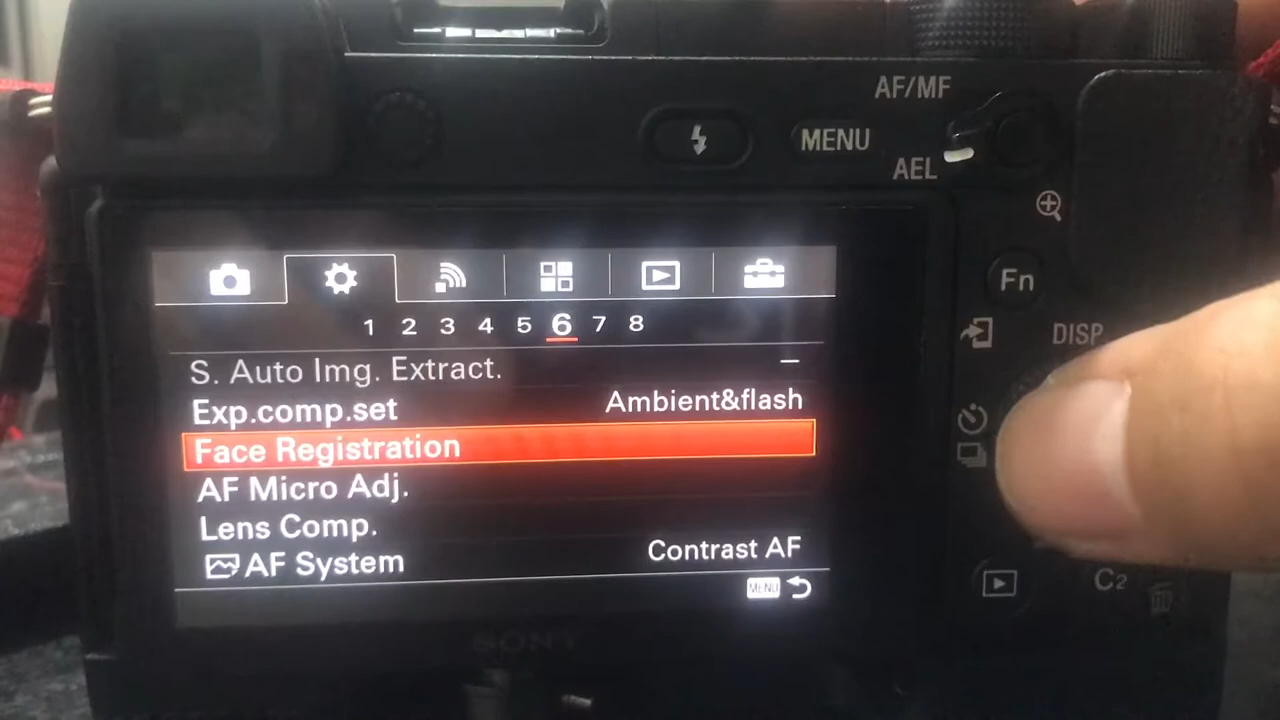 AF/MF
MENU
AEL
Fn
DISP
1 2 3 4 5 6 7 8
S. Auto Img. Extract. –
Exp.comp.set Ambient&flash
Face Registration
AF Micro Adj.
Lens Comp.
AF System Contrast AF
MENU
C2
SONY